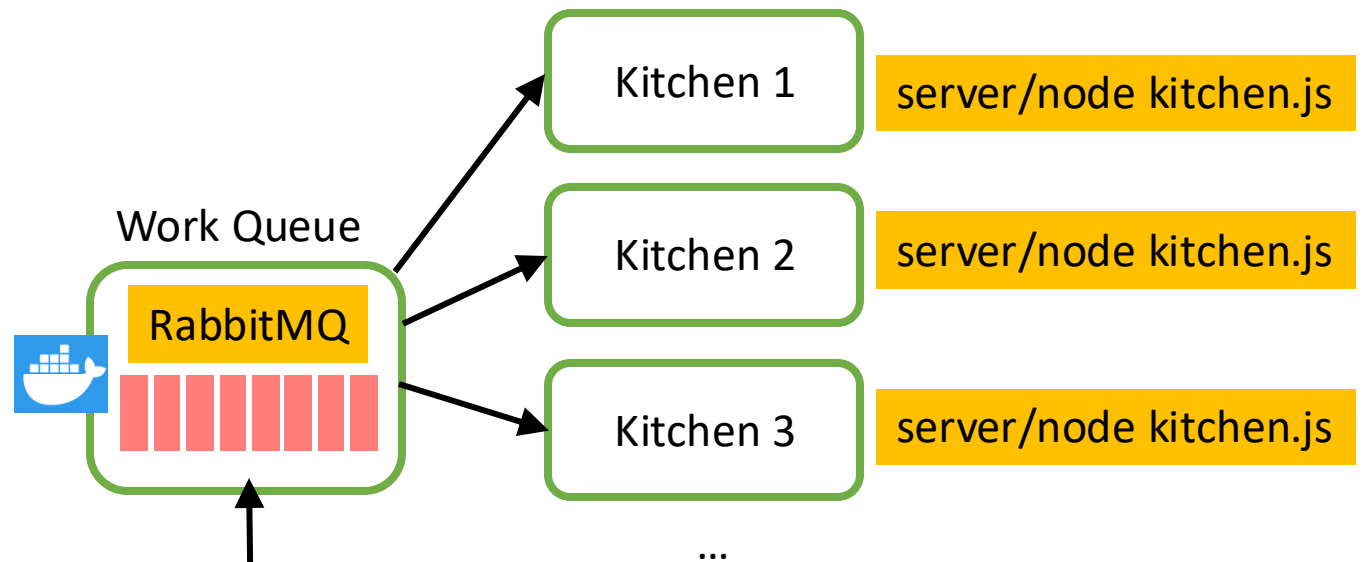 Kitchen 1
server/node kitchen.js
Work Queue
RabbitMQ
Kitchen 2
server/node kitchen.js
Kitchen 3
server/node kitchen.js
...